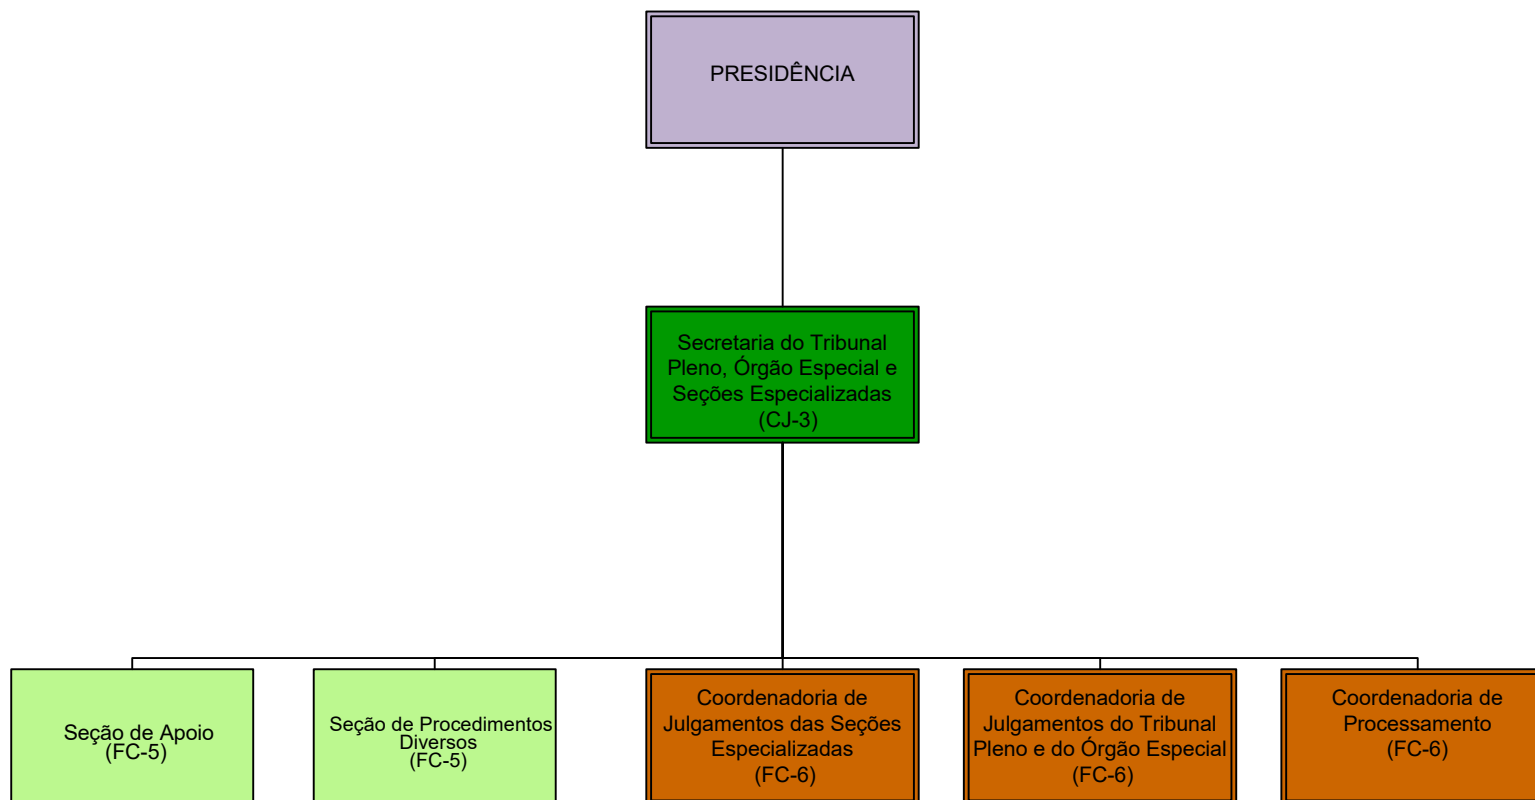 PRESIDÊNCIA
Secretaria do Tribunal
Pleno, Órgão Especial e
Seções Especializadas
(CJ-3)
Seção de Apoio
(FC-5)
Seção de Procedimentos
Diversos
(FC-5)
Coordenadoria de
Julgamentos das Seções
Especializadas
(FC-6)
Coordenadoria de
Julgamentos do Tribunal
Pleno e do Órgão Especial
(FC-6)
Coordenadoria de
Processamento
(FC-6)